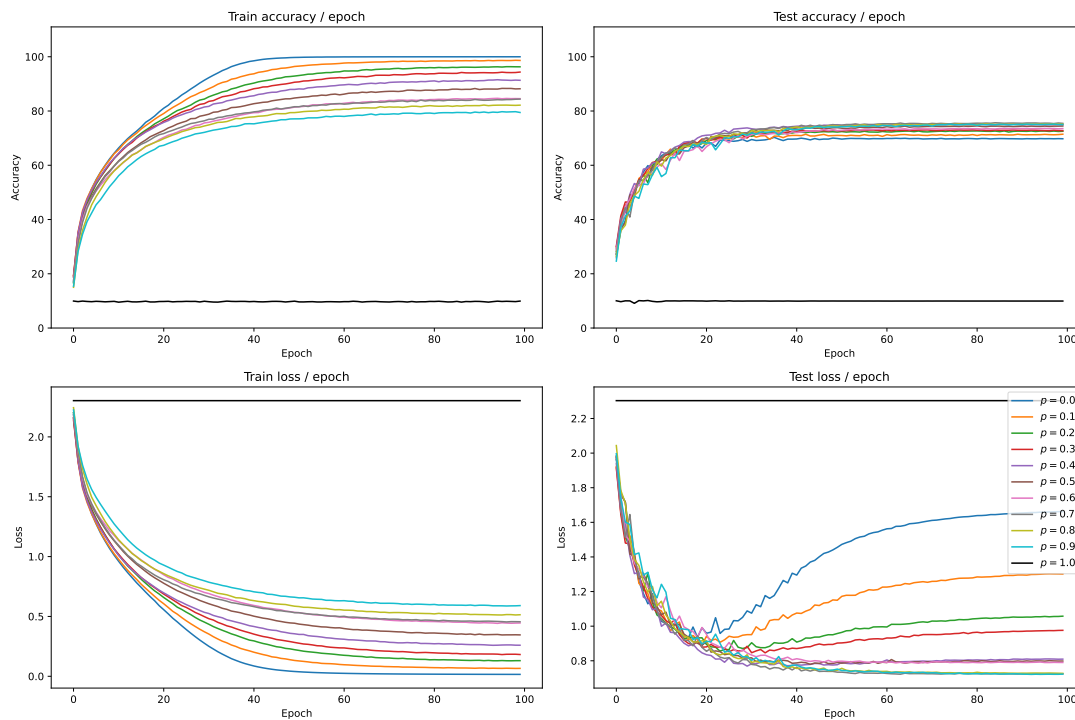 Train accuracy / epoch
100
80
60
40
20
0
Accuracy
0 20 40 60 80 100
Epoch
Test accuracy / epoch
100
80
60
40
20
0
Accuracy
0 20 40 60 80 100
Epoch
Train loss / epoch
2.0
1.5
1.0
0.5
0.0
Loss
0 20 40 60 80 100
Epoch
Test loss / epoch
2.2
2.0
1.8
1.6
1.4
1.2
1.0
0.8
Loss
0 20 40 60 80 100
Epoch
p = 0.0
p = 0.1
p = 0.2
p = 0.3
p = 0.4
p = 0.5
p = 0.6
p = 0.7
p = 0.8
p = 0.9
p = 1.0